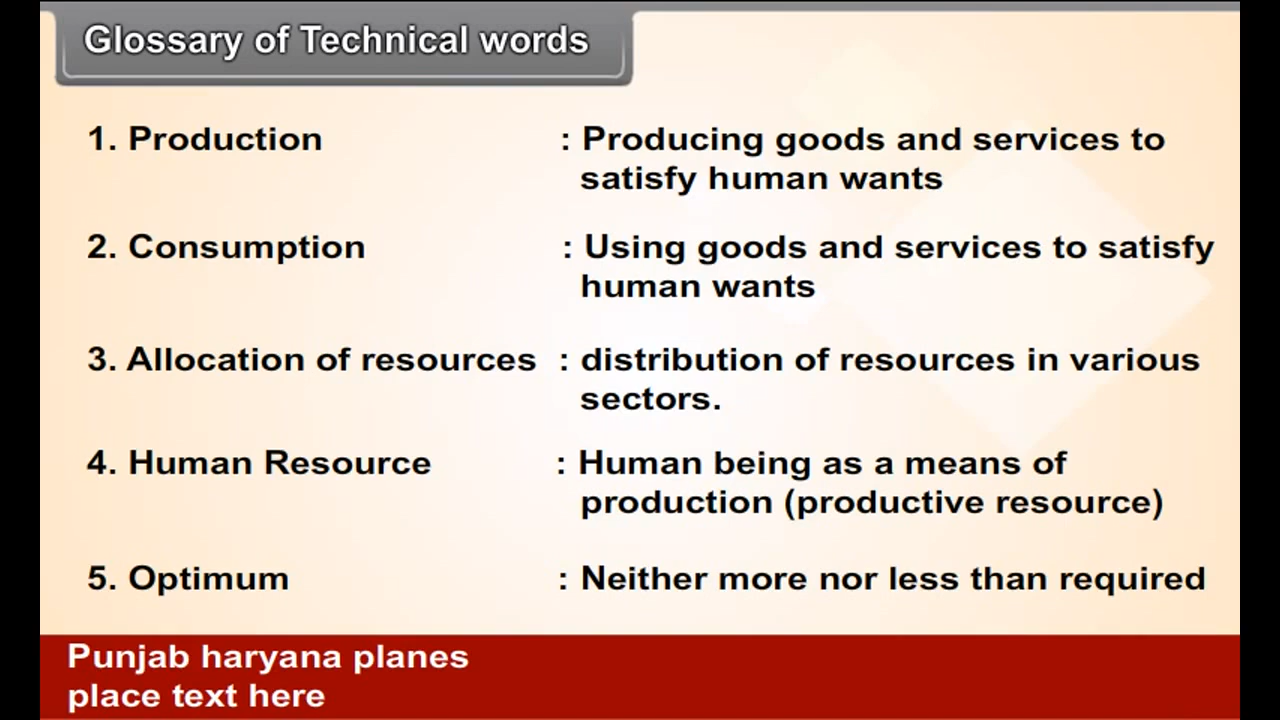 Glossary of Technical words
1. Production : Producing goods and services to
satisfy human wants
2. Consumption : Using goods and services to satisfy
human wants
3. Allocation of resources : distribution of resources in various
sectors.
4. Human Resource : Human being as a means of
production (productive resource)
5. Optimum : Neither more nor less than required
Punjab haryana planes
place text here